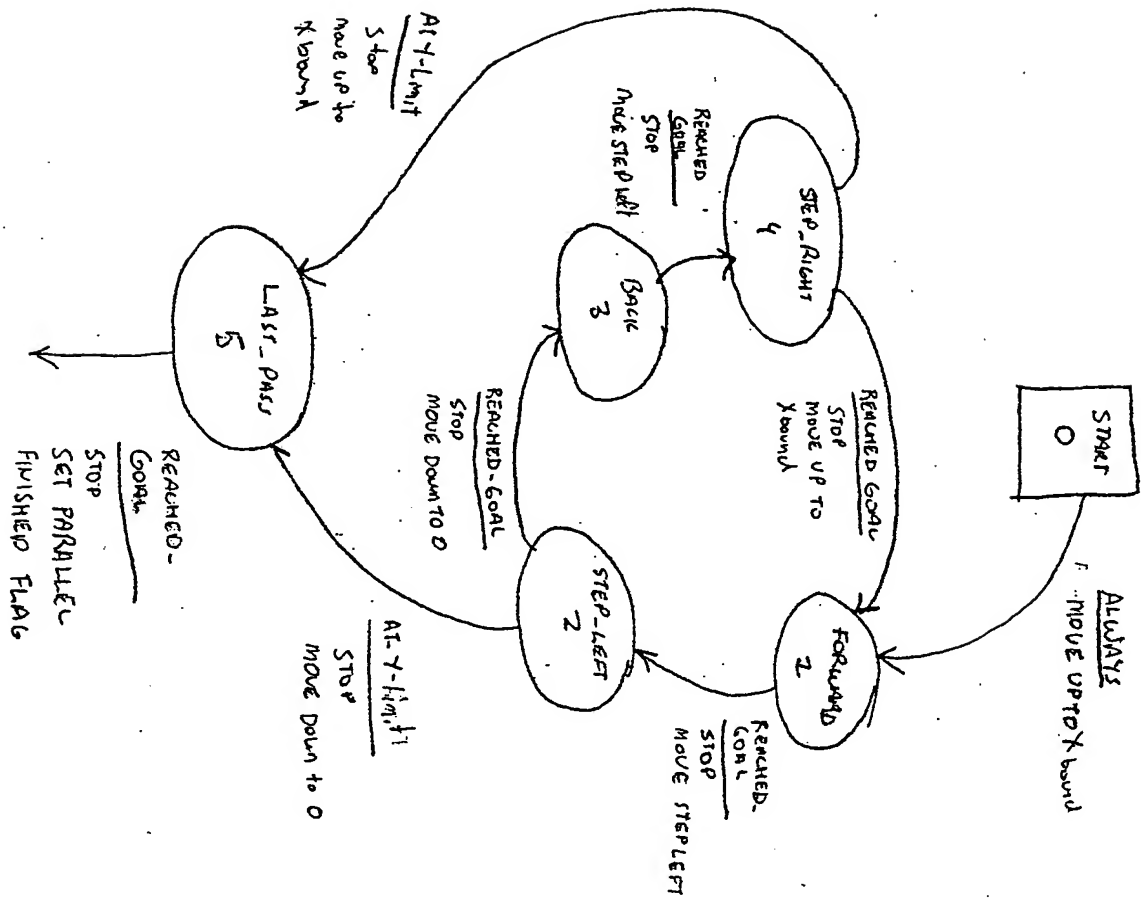 START
0
ALWAYS
MOVE UP TO X bound
FORWARD
2
REACHED-
GOAL
STOP
MOVE STEP LEFT
STEP_LEFT
2
REACHED-GOAL
STOP
MOVE DOWN TO 0
AT-Y-limit
STOP
MOVE DOWN to 0
BACK
3
REACHED
GOAL
STOP
MOVE STEP left
STEP_RIGHT
4
REACHED GOAL
STOP
MOVE UP TO
X bound
AT Y-Limit
Stop
move up to
X bound
LAST_PASS
5
REACHED-
GOAL
STOP
SET PARALLEL
FINISHED FLAG